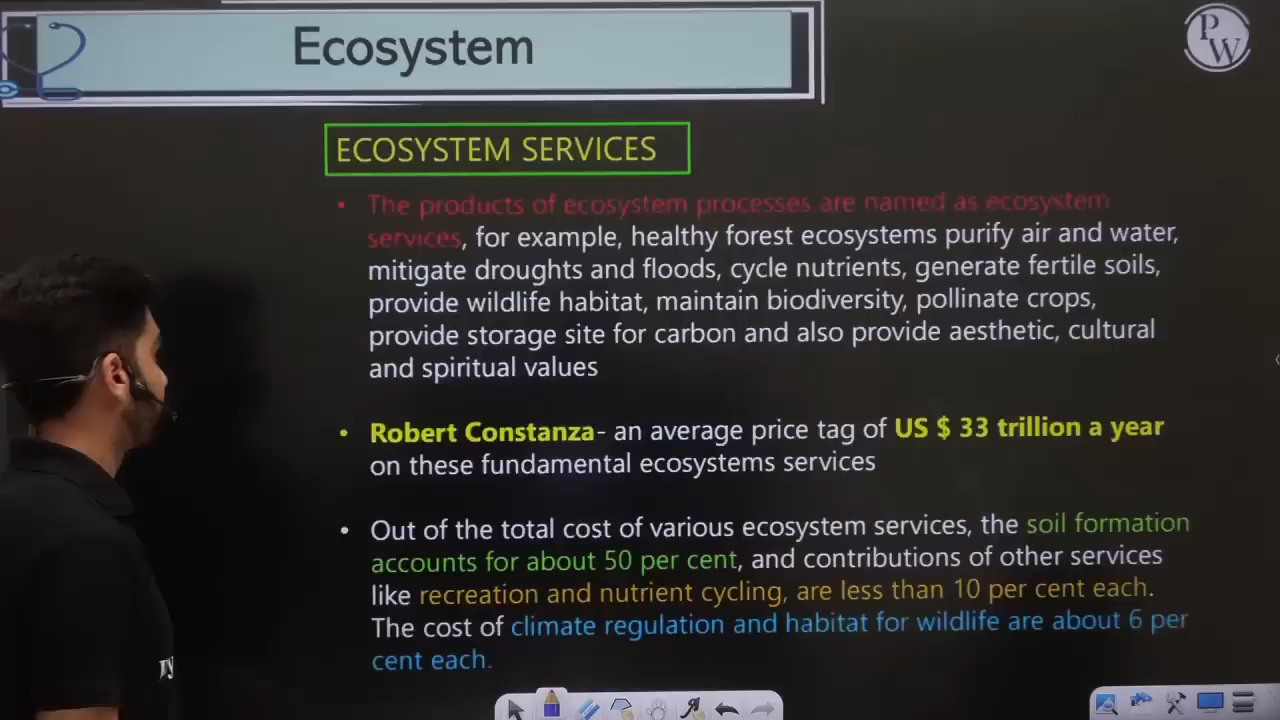 Ecosystem
PW
ECOSYSTEM SERVICES
• The products of ecosystem processes are named as ecosystem
services, for example, healthy forest ecosystems purify air and water,
mitigate droughts and floods, cycle nutrients, generate fertile soils,
provide wildlife habitat, maintain biodiversity, pollinate crops,
provide storage site for carbon and also provide aesthetic, cultural
and spiritual values
• Robert Constanza- an average price tag of US $ 33 trillion a year
on these fundamental ecosystems services
• Out of the total cost of various ecosystem services, the soil formation
accounts for about 50 per cent, and contributions of other services
like recreation and nutrient cycling, are less than 10 per cent each.
The cost of climate regulation and habitat for wildlife are about 6 per
cent each.